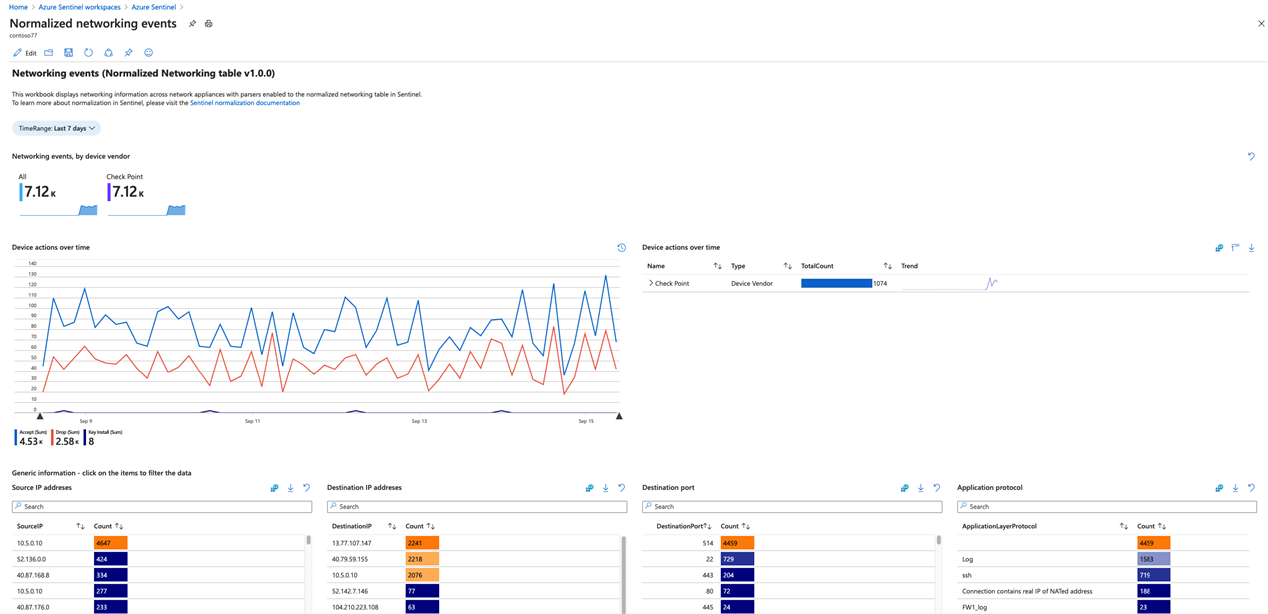 Home > Azure Sentinel workspaces > Azure Sentinel >
Normalized networking events
contoso77
Edit
Networking events (Normalized Networking table v1.0.0)
This workbook displays networking information across network appliances with parsers enabled to the normalized networking table in Sentinel.
To learn more about normalization in Sentinel, please visit the Sentinel normalization documentation
TimeRange: Last 7 days
Networking events, by device vendor
All Check Point
7.12 K 7.12 K
Device actions over time
140
130
120
110
100
90
80
70
60
50
40
30
20
10
0
Sep 9 Sep 11 Sep 13 Sep 15
Accept (Sum) Drop (Sum) Key Install (Sum)
4.53 K 2.58 K 8
Device actions over time
Name Type TotalCount Trend
Check Point Device Vendor 1074
Generic information - click on the items to filter the data
Source IP addreses
Search
SourceIP Count
10.5.0.10 4647
52.136.0.0 424
40.87.168.8 334
10.5.0.10 277
40.87.176.0 233
Destination IP addreses
Search
DestinationIP Count
13.77.107.147 2241
40.79.59.155 2218
10.5.0.10 2076
52.142.7.146 77
104.210.223.108 63
Destination port
Search
DestinationPort Count
514 4459
22 729
443 204
80 72
445 24
Application protocol
Search
ApplicationLayerProtocol Count
4459
Log 1583
ssh 719
Connection contains real IP of NATed address 188
FW1_log 23